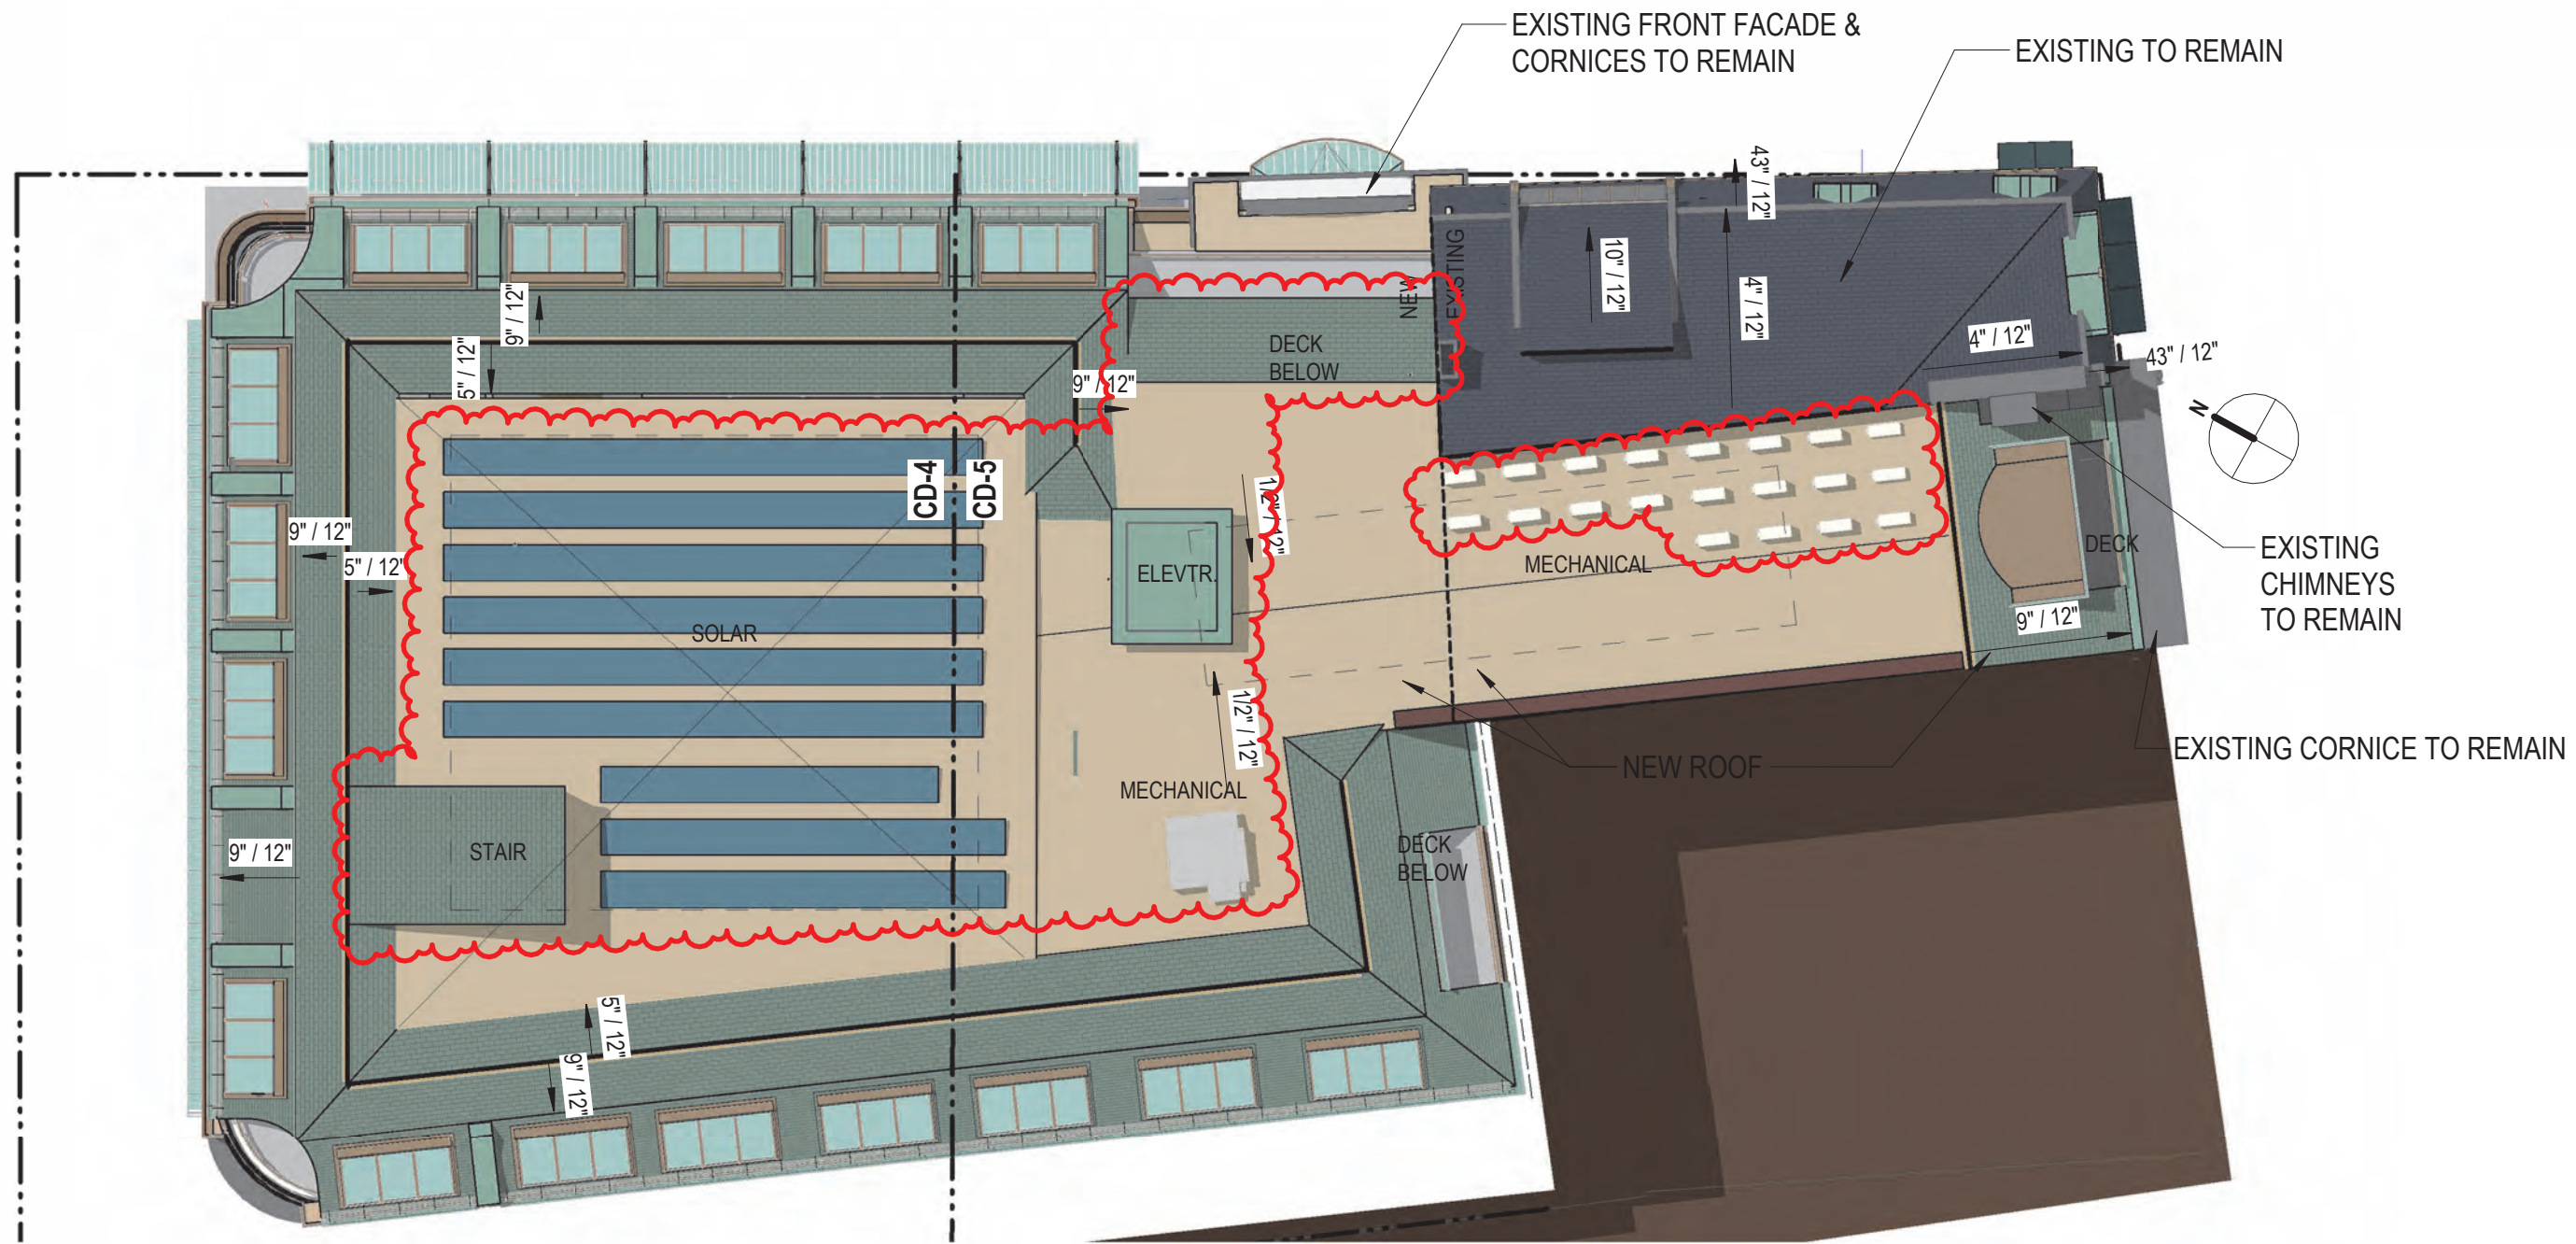 EXISTING FRONT FACADE &
CORNICES TO REMAIN
EXISTING TO REMAIN
43" / 12"
10" / 12"
4" / 12"
NEW
EXISTING
9" / 12"
5" / 12"
DECK
BELOW
9" / 12"
4" / 12"
43" / 12"
N
CD-4
CD-5
1/2" / 12"
9" / 12"
5" / 12"
ELEVTR.
MECHANICAL
DECK
EXISTING
CHIMNEYS
TO REMAIN
SOLAR
9" / 12"
1/2" / 12"
NEW ROOF
EXISTING CORNICE TO REMAIN
MECHANICAL
STAIR
9" / 12"
DECK
BELOW
5" / 12"
9" / 12"